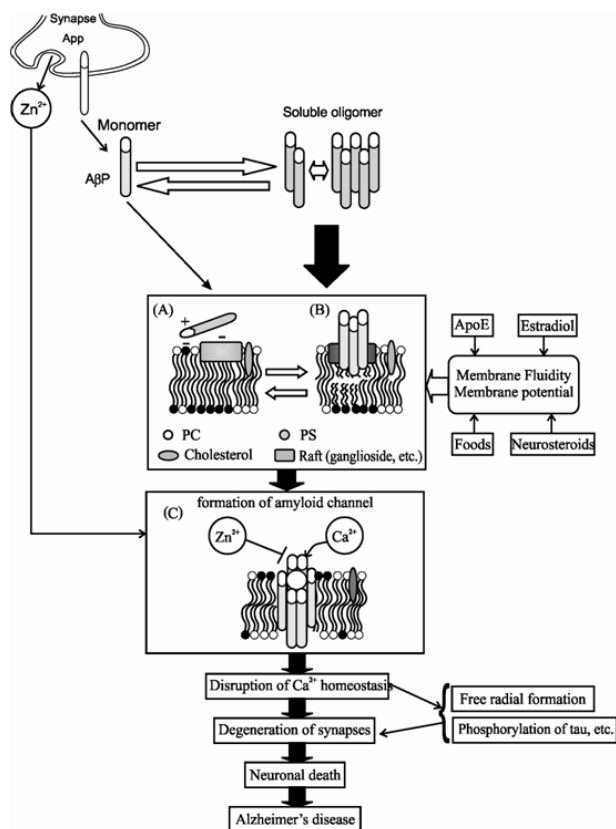 Synapse
App
Zn²⁺
Monomer
AβP
Soluble oligomer
(A)
(B)
+
−
−
ApoE
Estradiol
Membrane Fluidity
Membrane potential
Foods
Neurosteroids
PC
PS
Cholesterol
Raft (ganglioside, etc.)
formation of amyloid channel
(C)
Zn²⁺
Ca²⁺
Disruption of Ca²⁺ homeostasis
Free radial formation
Degeneration of synapses
Phosphorylation of tau, etc.
Neuronal death
Alzheimer's disease